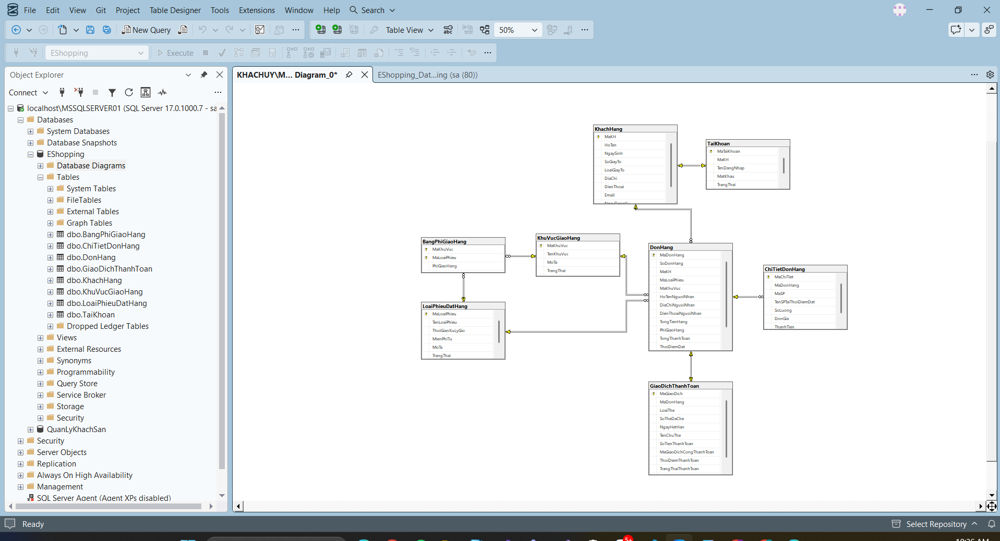 File Edit View Git Project Table Designer Tools Extensions Window Help Search
New Query Table View abc 50%
EShopping Execute
Object Explorer
Connect
localhost\MSSQLSERVER01 (SQL Server 17.0.1000.7 - sa
Databases
System Databases
Database Snapshots
EShopping
Database Diagrams
Tables
System Tables
FileTables
External Tables
Graph Tables
dbo.BangPhiGiaoHang
dbo.ChiTietDonHang
dbo.DonHang
dbo.GiaoDichThanhToan
dbo.KhachHang
dbo.KhuVucGiaoHang
dbo.LoaiPhieuDatHang
dbo.TaiKhoan
Dropped Ledger Tables
Views
External Resources
Synonyms
Programmability
Query Store
Service Broker
Storage
Security
QuanLyKhachSan
Security
Server Objects
Replication
Always On High Availability
Management
SQL Server Agent (Agent XPs disabled)
KHACHUY\M... Diagram_0*
EShopping_Dat...ing (sa (80))
KhachHang
MaKH
HoTen
NgaySinh
SoGiayTo
LoaiGiayTo
DiaChi
DienThoai
Email
NgayDangKy
TaiKhoan
MaTaiKhoan
MaKH
TenDangNhap
MatKhau
TrangThai
BangPhiGiaoHang
MaKhuVuc
MaLoaiPhieu
PhiGiaoHang
KhuVucGiaoHang
MaKhuVuc
TenKhuVuc
MoTa
TrangThai
LoaiPhieuDatHang
MaLoaiPhieu
TenLoaiPhieu
ThoiGianXuLyGio
MienPhiTu
MoTa
TrangThai
DonHang
MaDonHang
SoDonHang
MaKH
MaLoaiPhieu
MaKhuVuc
HoTenNguoiNhan
DiaChiNguoiNhan
DienThoaiNguoiNhan
TongTienHang
PhiGiaoHang
TongThanhToan
ThoiDiemDat
ChiTietDonHang
MaChiTiet
MaDonHang
MaSP
TenSPTaiThoiDiemDat
SoLuong
DonGia
ThanhTien
GiaoDichThanhToan
MaGiaoDich
MaDonHang
LoaiThe
SoTheDaChe
NgayHetHan
TenChuThe
SoTienThanhToan
MaGiaoDichCongThanhToan
ThoiDiemThanhToan
TrangThaiThanhToan
Ready
Select Repository
5+
10:26 AM